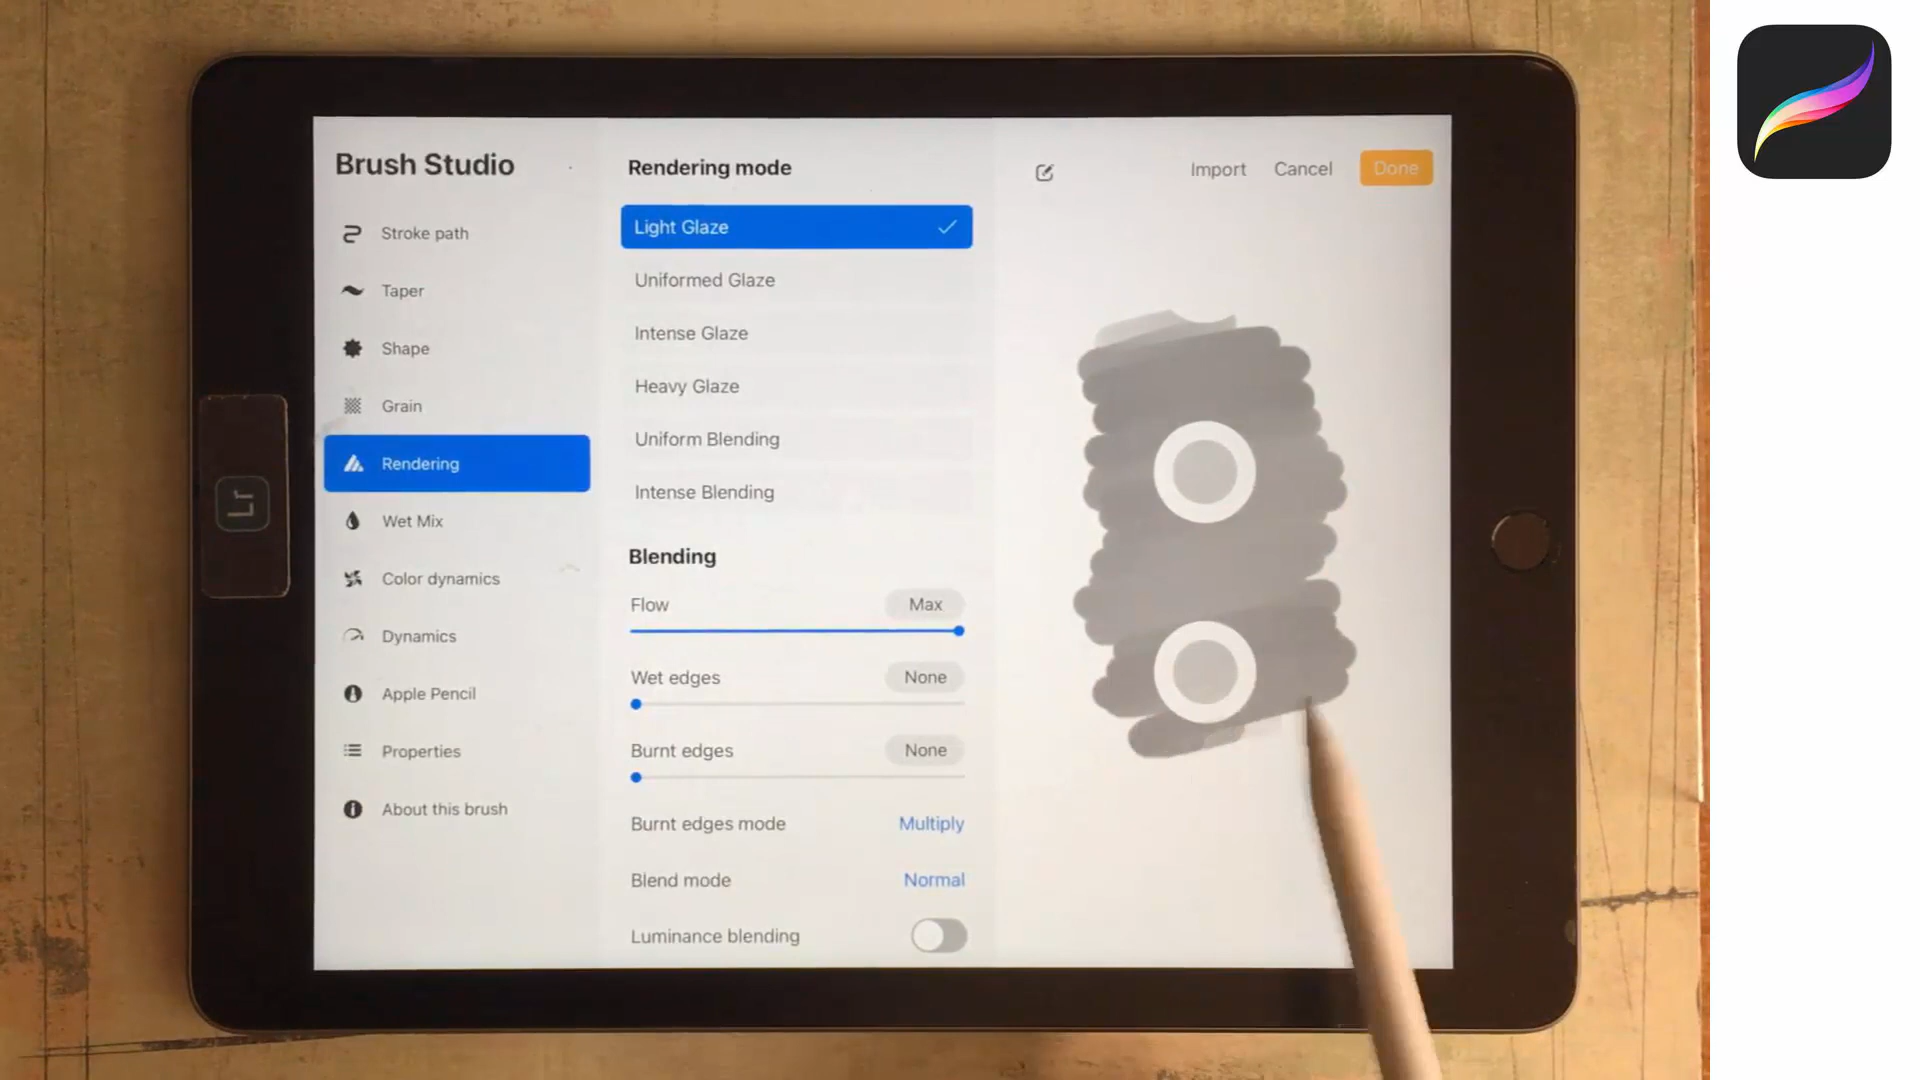 Brush Studio
Stroke path
Taper
Shape
Grain
Rendering
Wet Mix
Color dynamics
Dynamics
Apple Pencil
Properties
About this brush
Rendering mode
Light Glaze
Uniformed Glaze
Intense Glaze
Heavy Glaze
Uniform Blending
Intense Blending
Blending
Flow Max
Wet edges None
Burnt edges None
Burnt edges mode Multiply
Blend mode Normal
Luminance blending
Import Cancel Done
Lr